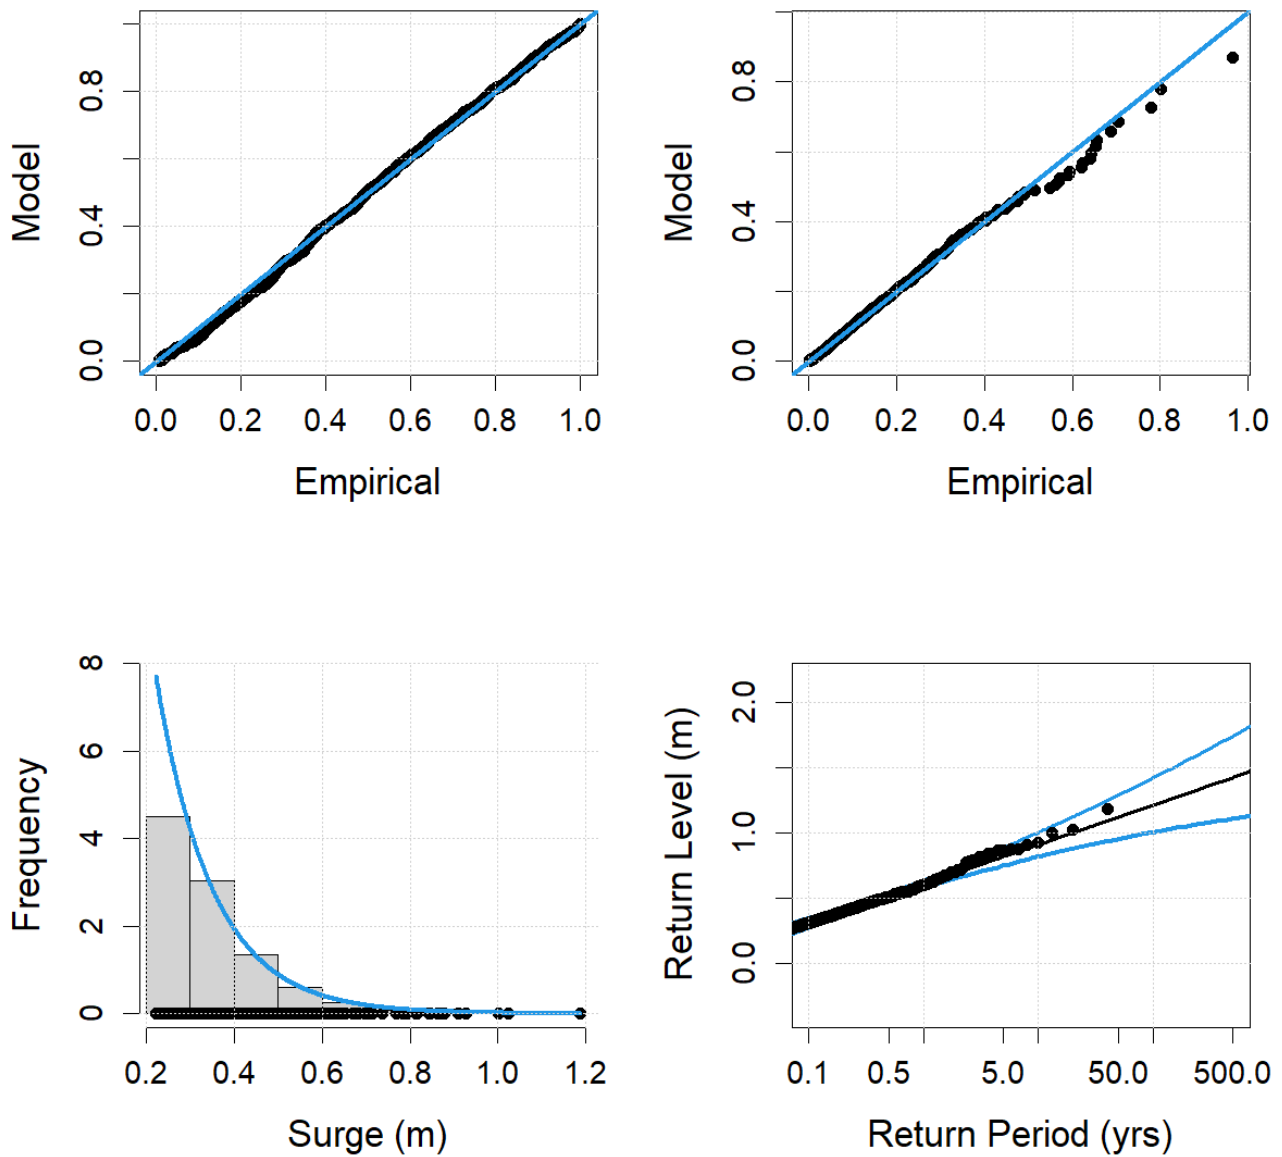 Model
0.8
0.4
0.0
0.0 0.2 0.4 0.6 0.8 1.0
Empirical
Model
0.8
0.4
0.0
0.0 0.2 0.4 0.6 0.8 1.0
Empirical
Frequency
8
6
4
2
0
0.2 0.4 0.6 0.8 1.0 1.2
Surge (m)
Return Level (m)
2.0
1.0
0.0
0.1 0.5 5.0 50.0 500.0
Return Period (yrs)